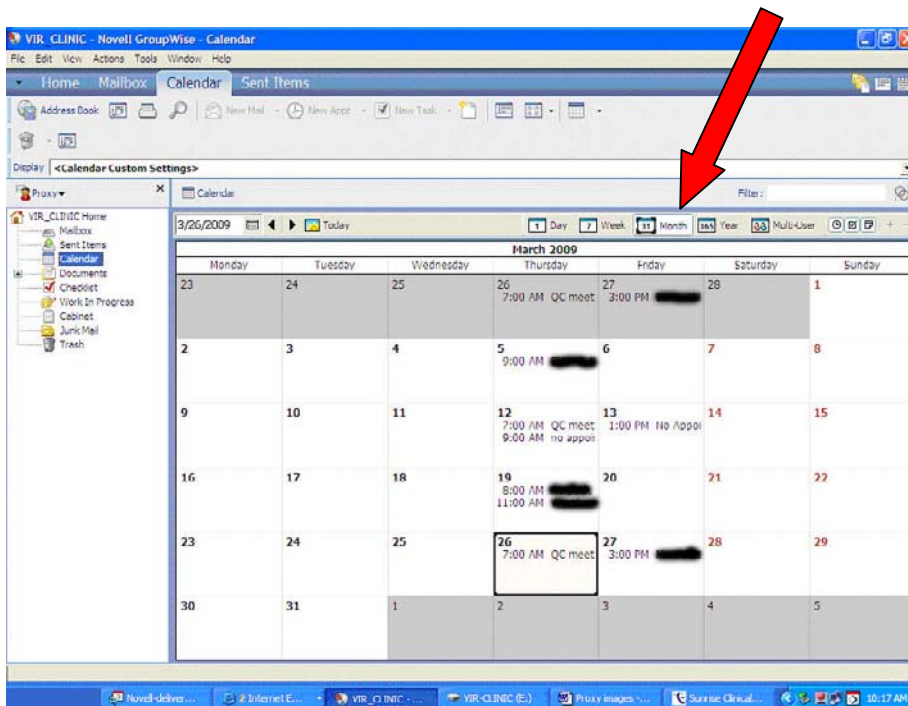 VIR_CLINIC - Novell GroupWise - Calendar
File Edit View Actions Tools Window Help
Home Mailbox Calendar Sent Items
Address Book New Mail New Appt New Task
Display <Calendar Custom Settings>
Proxy
Calendar
Filter:
VIR_CLINIC Home
Mailbox
Sent Items
Calendar
Documents
Checklist
Work In Progress
Cabinet
Junk Mail
Trash
3/26/2009 Today 1 Day 7 Week 31 Month 365 Year Multi-User
March 2009
Monday Tuesday Wednesday Thursday Friday Saturday Sunday
23 24 25 26 27 28 1
7:00 AM QC meet 3:00 PM
2 3 4 5 6 7 8
9:00 AM
9 10 11 12 13 14 15
7:00 AM QC meet 1:00 PM No Appoi
9:00 AM no appoir
16 17 18 19 20 21 22
8:00 AM
11:00 AM
23 24 25 26 27 28 29
7:00 AM QC meet 3:00 PM
30 31 1 2 3 4 5
Novell-deliver... 2 Internet E... VIR_CLINIC -... VIR-CLINIC (E:) Proxy images -... Sunrise Clinical... 10:17 AM